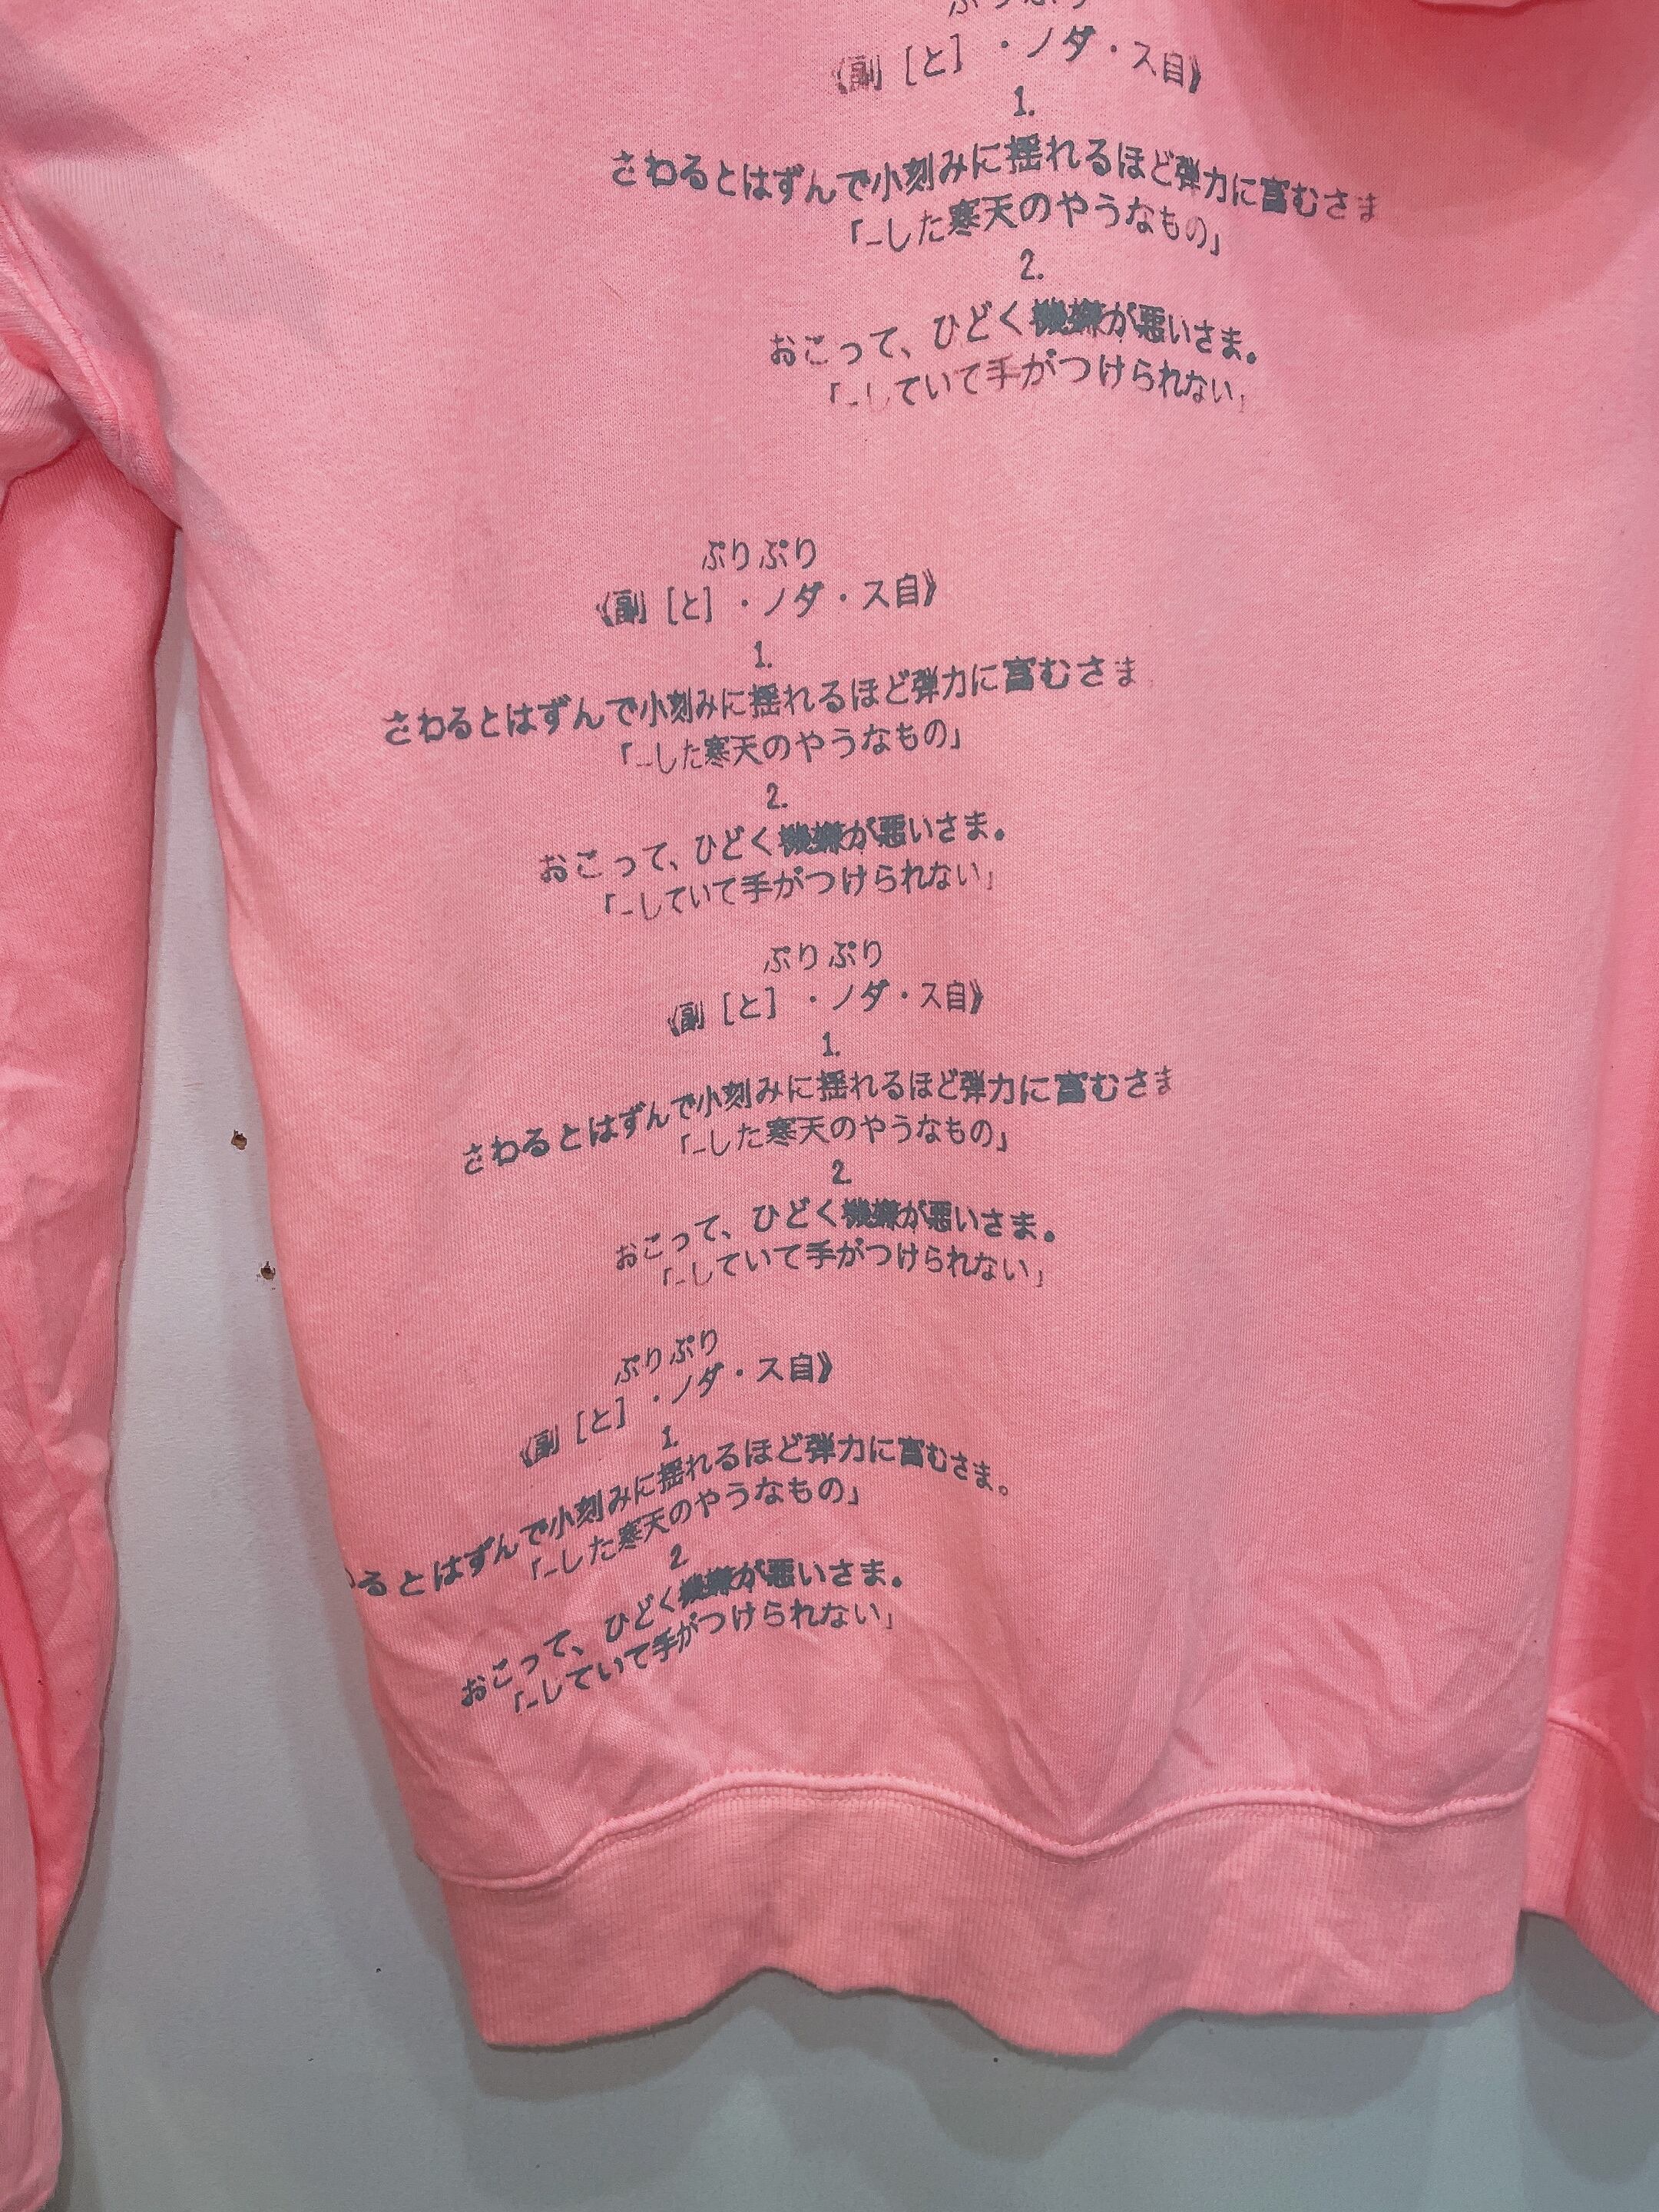 ぷりぷり
《副［と］・ノダ・ス自》
1.
さわるとはずんで小刻みに揺れるほど弾力に富むさま
「-した寒天のやうなもの」
2.
おこって、ひどく機嫌が悪いさま。
「-していて手がつけられない」
ぷりぷり
《副［と］・ノダ・ス自》
1.
さわるとはずんで小刻みに揺れるほど弾力に富むさま
「-した寒天のやうなもの」
2.
おこって、ひどく機嫌が悪いさま。
「-していて手がつけられない」
ぷりぷり
《副［と］・ノダ・ス自》
1.
さわるとはずんで小刻みに揺れるほど弾力に富むさま
「-した寒天のやうなもの」
2.
おこって、ひどく機嫌が悪いさま。
「-していて手がつけられない」
ぷりぷり
《副［と］・ノダ・ス自》
1.
るとはずんで小刻みに揺れるほど弾力に富むさま。
「-した寒天のやうなもの」
2
おこって、ひどく機嫌が悪いさま。
「-していて手がつけられない」